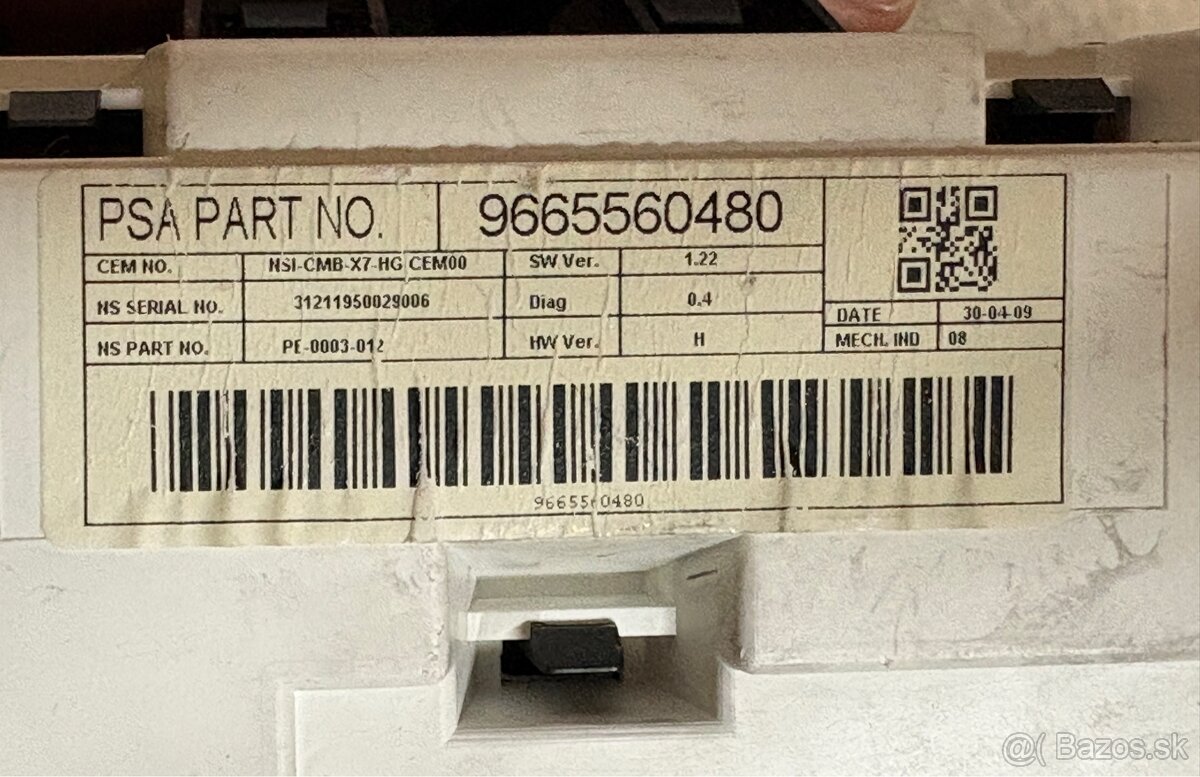 PSA PART NO. 9665560480
CEM NO. NSI-CMB-X7-HG CEM00 SW Ver. 1.22
NS SERIAL NO. 31211950029006 Diag 0.4
DATE 30-04-09
NS PART NO. PE-0003-012 HW Ver. H
MECH. IND 08
9665560480
@( Bazos.sk